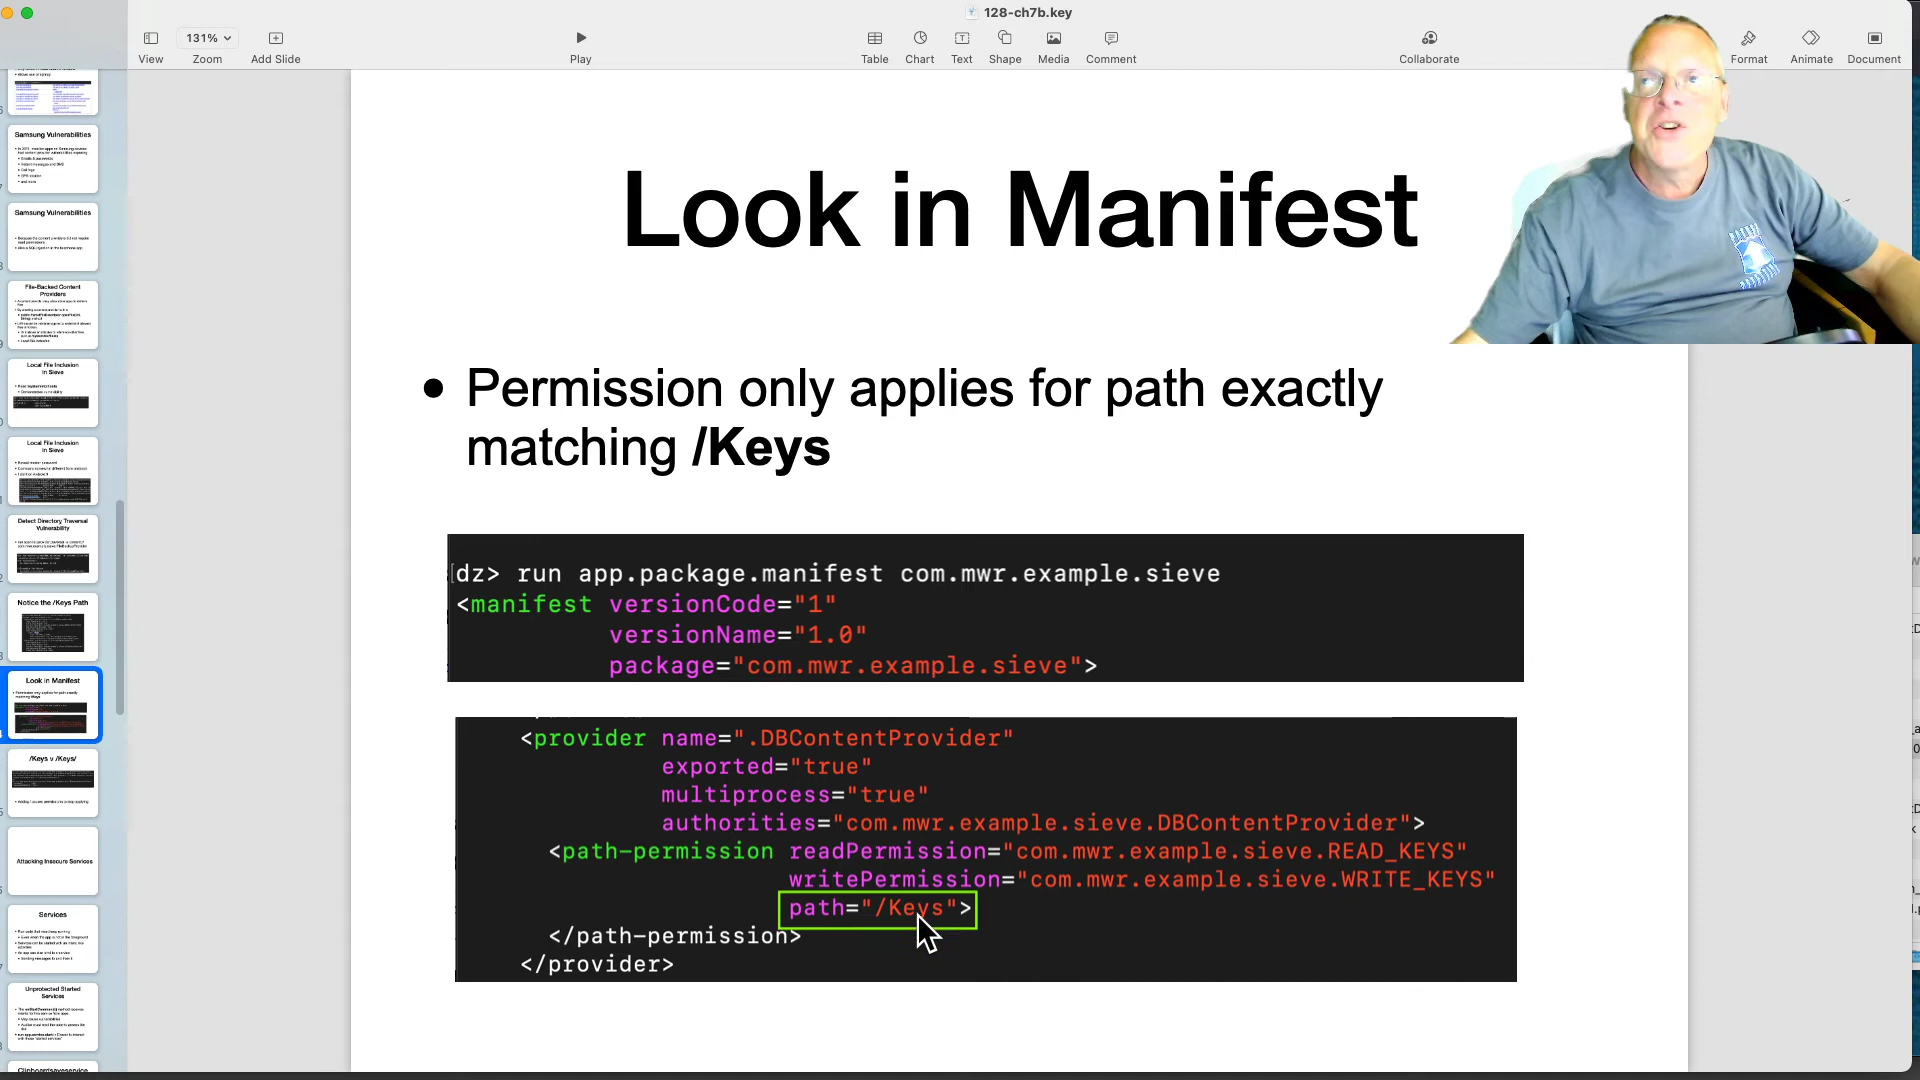 128-ch7b.key
131%
View
Zoom
Add Slide
Play
Table
Chart
Text
Shape
Media
Comment
Collaborate
Format
Animate
Document
Samsung Vulnerabilities
Samsung Vulnerabilities
File-Backed Content
Providers
Local File Inclusion
in Sieve
Local File Inclusion
in Sieve
Detect Directory Traversal
Vulnerability
Notice the /Keys Path
Look in Manifest
/Keys v /Keys/
Attacking Insecure Services
Services
Unprotected Started
Services
Look in Manifest
• Permission only applies for path exactly
matching /Keys
dz> run app.package.manifest com.mwr.example.sieve
<manifest versionCode="1"
versionName="1.0"
package="com.mwr.example.sieve">
<provider name=".DBContentProvider"
exported="true"
multiprocess="true"
authorities="com.mwr.example.sieve.DBContentProvider">
<path-permission readPermission="com.mwr.example.sieve.READ_KEYS"
writePermission="com.mwr.example.sieve.WRITE_KEYS"
path="/Keys">
</path-permission>
</provider>